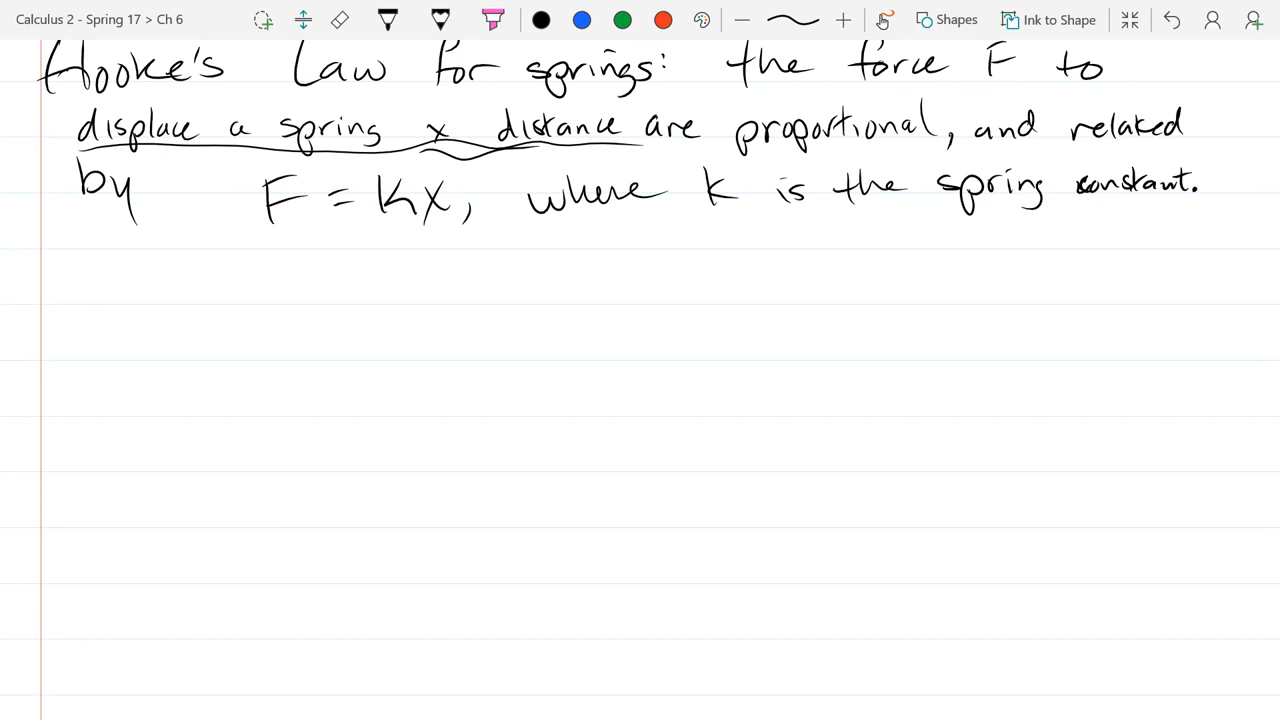 Calculus 2 - Spring 17 > Ch 6
Shapes
Ink to Shape
Hooke's Law for springs: the force F to
displace a spring x distance are proportional, and related
by F = kx, where k is the spring constant.